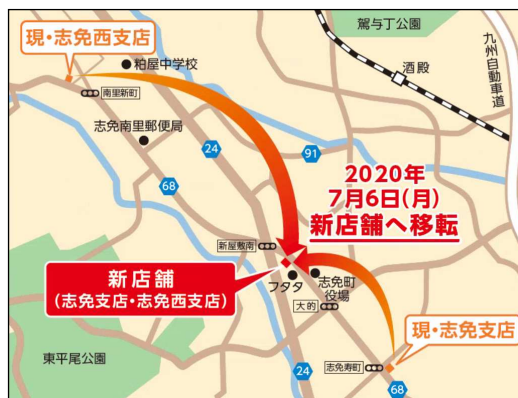 現・志免西支店
粕屋中学校
駕与丁公園
九州自動車道
酒殿
南里新町
志免南里郵便局
24
91
68
2020年
7月6日(月)
新店舗へ移転
新屋敷南
新店舗
(志免支店・志免西支店)
フタタ
志免町
役場
大的
現・志免支店
東平尾公園
志免寿町
24
68